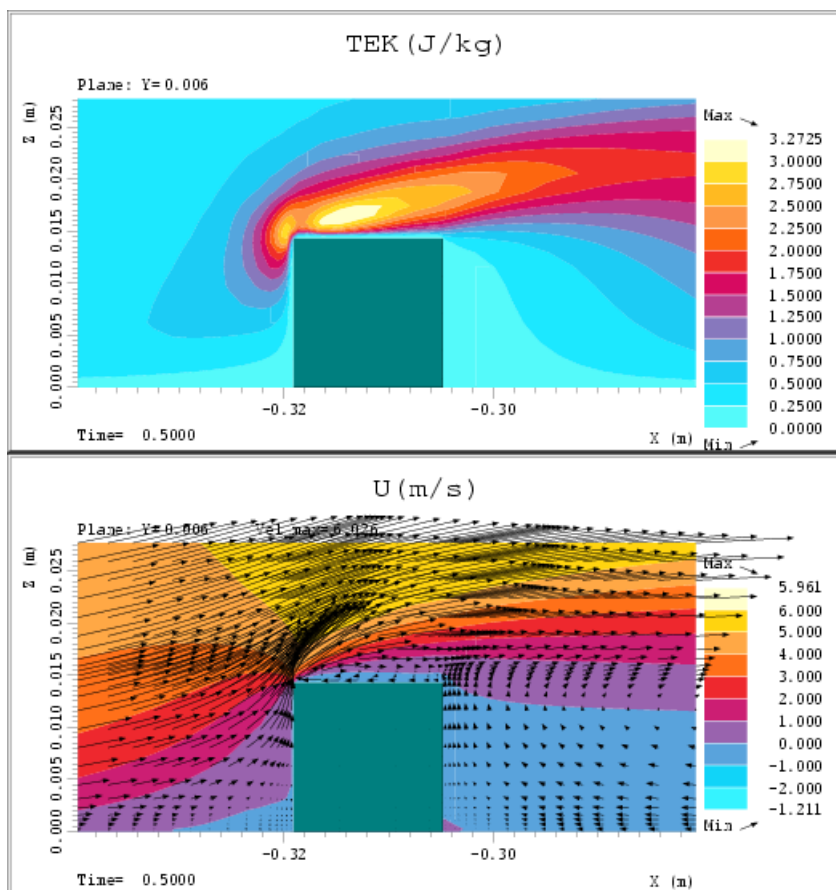 TEK(J/kg)
Plane: Y=0.006
Z (m)
0.000 0.005 0.010 0.015 0.020 0.025
-0.32 -0.30
X (m)
Time= 0.5000
Max
3.2725
3.0000
2.7500
2.5000
2.2500
2.0000
1.7500
1.5000
1.2500
1.0000
0.7500
0.5000
0.2500
0.0000
Min
U(m/s)
Plane: Y=0.006 Vel max=6.026
Z (m)
0.000 0.005 0.010 0.015 0.020 0.025
-0.32 -0.30
X (m)
Time= 0.5000
Max
5.961
6.000
5.000
4.000
3.000
2.000
1.000
0.000
-1.000
-2.000
-1.211
Min